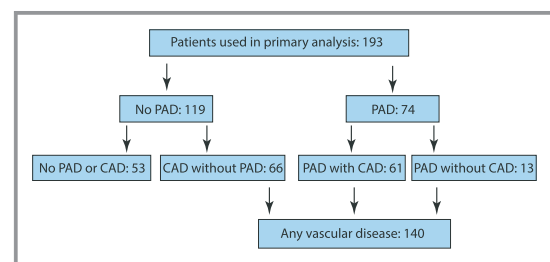 Patients used in primary analysis: 193
No PAD: 119
PAD: 74
No PAD or CAD: 53
CAD without PAD: 66
PAD with CAD: 61
PAD without CAD: 13
Any vascular disease: 140